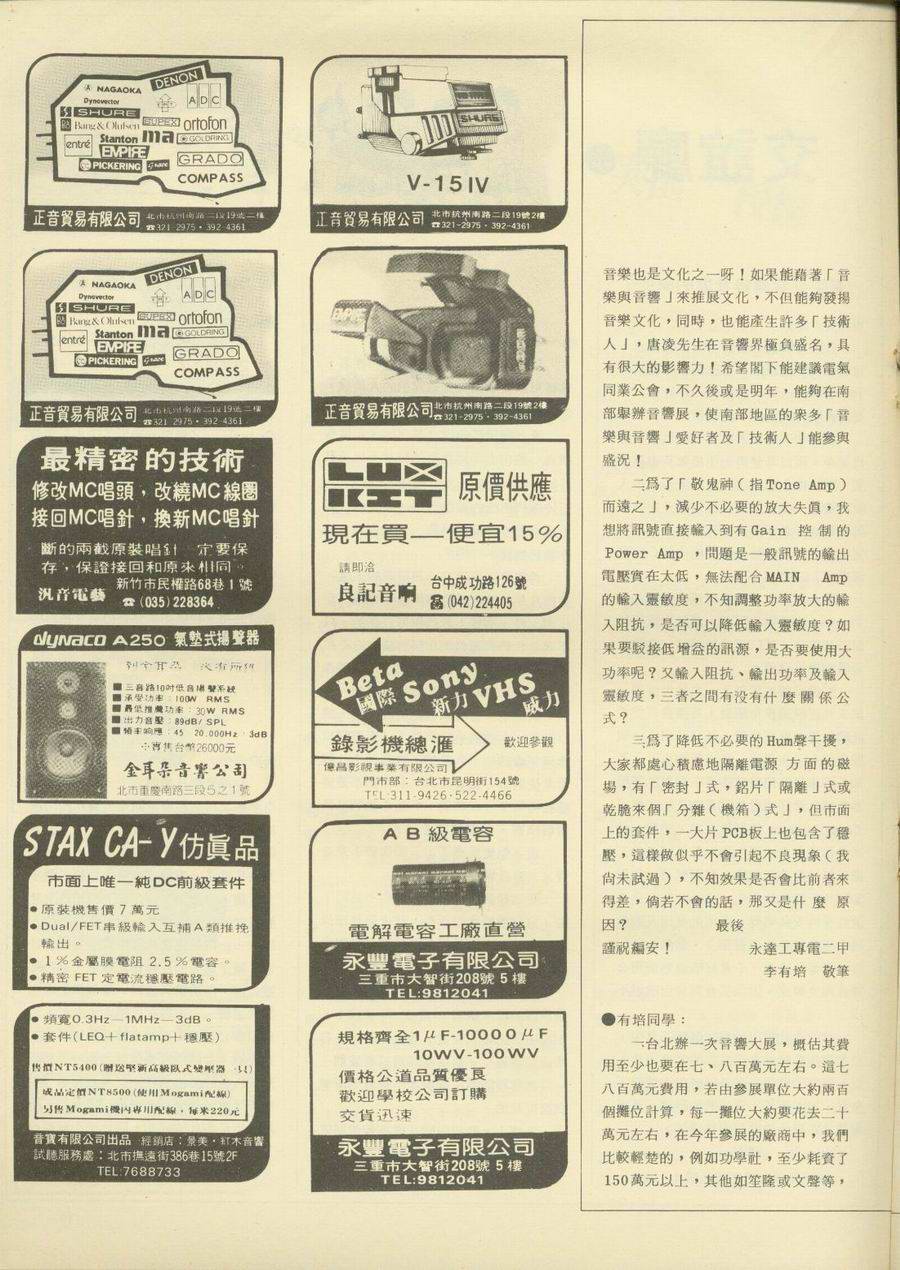 NAGAOKA
DENON
Dynavector
ADC
SHURE
SUPEX
ortofon
B&O
Bang & Olufsen
ma
GOLDRING
entré
Stanton
EMPIRE
GRADO
PICKERING
Grace
COMPASS
正音貿易有限公司
北市杭州南路二段19號二樓
☎321-2975・392-4361
NAGAOKA
DENON
Dynavector
ADC
SHURE
SUPEX
ortofon
B&O
Bang & Olufsen
ma
GOLDRING
entré
Stanton
EMPIRE
GRADO
PICKERING
Grace
COMPASS
正音貿易有限公司
北市杭州南路二段19號二樓
☎321-2975・392-4361
最精密的技術
修改MC唱頭，改繞MC線圈
接回MC唱針，換新MC唱針
斷的兩截原裝唱針一定要保
存，保證接回和原來相同。
汎音電藝
新竹市民權路68巷1號
☎(035)228364
dynaco A250 氣墊式揚聲器
■三音路10吋低音揚聲系統
■承受功率：100W RMS
■最低推薦功率：30W RMS
■出力音壓：89dB/SPL
■頻率响應：45 20.000Hz 3dB
∴實售台幣26000元
金耳朵音響公司
北市重慶南路三段5之1號
STAX CA-Y仿眞品
市面上唯一純DC前級套件
●原裝機售價7萬元
●Dual/FET串級輸入互補A類推挽
輸出。
●1%金屬膜電阻2.5%電容。
●精密FET定電流穩壓電路。
●頻寬0.3Hz—1MHz—3dB。
●套件(LEQ+flatamp+穩壓)
售價NT5400(贈送堅新高級臥式變壓器一只)
成品定價NT8500(使用Mogami配線)
另售Mogami機內專用配線，每米220元
音寶有限公司出品 經銷店：景美・紅木音響
試聽服務處：北市撫遠街386巷15號2F
TEL:7688733
SHURE
V-15 IV
正音貿易有限公司
北市杭州南路二段19號2樓
☎321-2975・392-4361
正音貿易有限公司
北市杭州南路二段19號2樓
☎321-2975・392-4361
LUX
KIT
原價供應
現在買—便宜15%
請即洽
良記音响
台中成功路126號
☎(042)224405
Beta
國際
Sony
新力
VHS
威力
錄影機總滙
歡迎參觀
億昌影視事業有限公司
門市部：台北市昆明街154號
TEL:311-9426・522-4466
AB級電容
電解電容工廠直營
永豐電子有限公司
三重市大智街208號5樓
TEL:9812041
規格齊全1μF-10000μF
10WV-100WV
價格公道品質優良
歡迎學校公司訂購
交貨迅速
永豐電子有限公司
三重市大智街208號5樓
TEL:9812041
音樂也是文化之一呀！如果能藉著「音
樂與音響」來推展文化，不但能夠發揚
音樂文化，同時，也能產生許多「技術
人」，唐凌先生在音響界極負盛名，具
有很大的影響力！希望閣下能建議電氣
同業公會，不久後或是明年，能夠在南
部舉辦音響展，使南部地區的衆多「音
樂與音響」愛好者及「技術人」能參與
盛況！
二爲了「敬鬼神（指Tone Amp）
而遠之」，減少不必要的放大失眞，我
想將訊號直接輸入到有Gain 控制的
Power Amp，問題是一般訊號的輸出
電壓實在太低，無法配合MAIN Amp
的輸入靈敏度，不知調整功率放大的輸
入阻抗，是否可以降低輸入靈敏度？如
果要駁接低增益的訊源，是否要使用大
功率呢？又輸入阻抗、輸出功率及輸入
靈敏度，三者之間有沒有什麼關係公
式？
三爲了降低不必要的Hum聲干擾，
大家都處心積慮地隔離電源方面的磁
場，有「密封」式，鋁片「隔離」式或
乾脆來個「分離（機箱）式」，但市面
上的套件，一大片PCB板上也包含了穩
壓，這樣做似乎不會引起不良現象（我
尚未試過），不知效果是否會比前者來
得差，倘若不會的話，那又是什麼原
因？ 最後
謹祝編安！ 永達工專電二甲
李有培 敬筆
●有培同學：
一台北辦一次音響大展，概估其費
用至少也要在七、八百萬元左右。這七
八百萬元費用，若由參展單位大約兩百
個攤位計算，每一攤位大約要花去二十
萬元左右，在今年參展的廠商中，我們
比較輕楚的，例如功學社，至少耗資了
150萬元以上，其他如笙隆或文聲等，